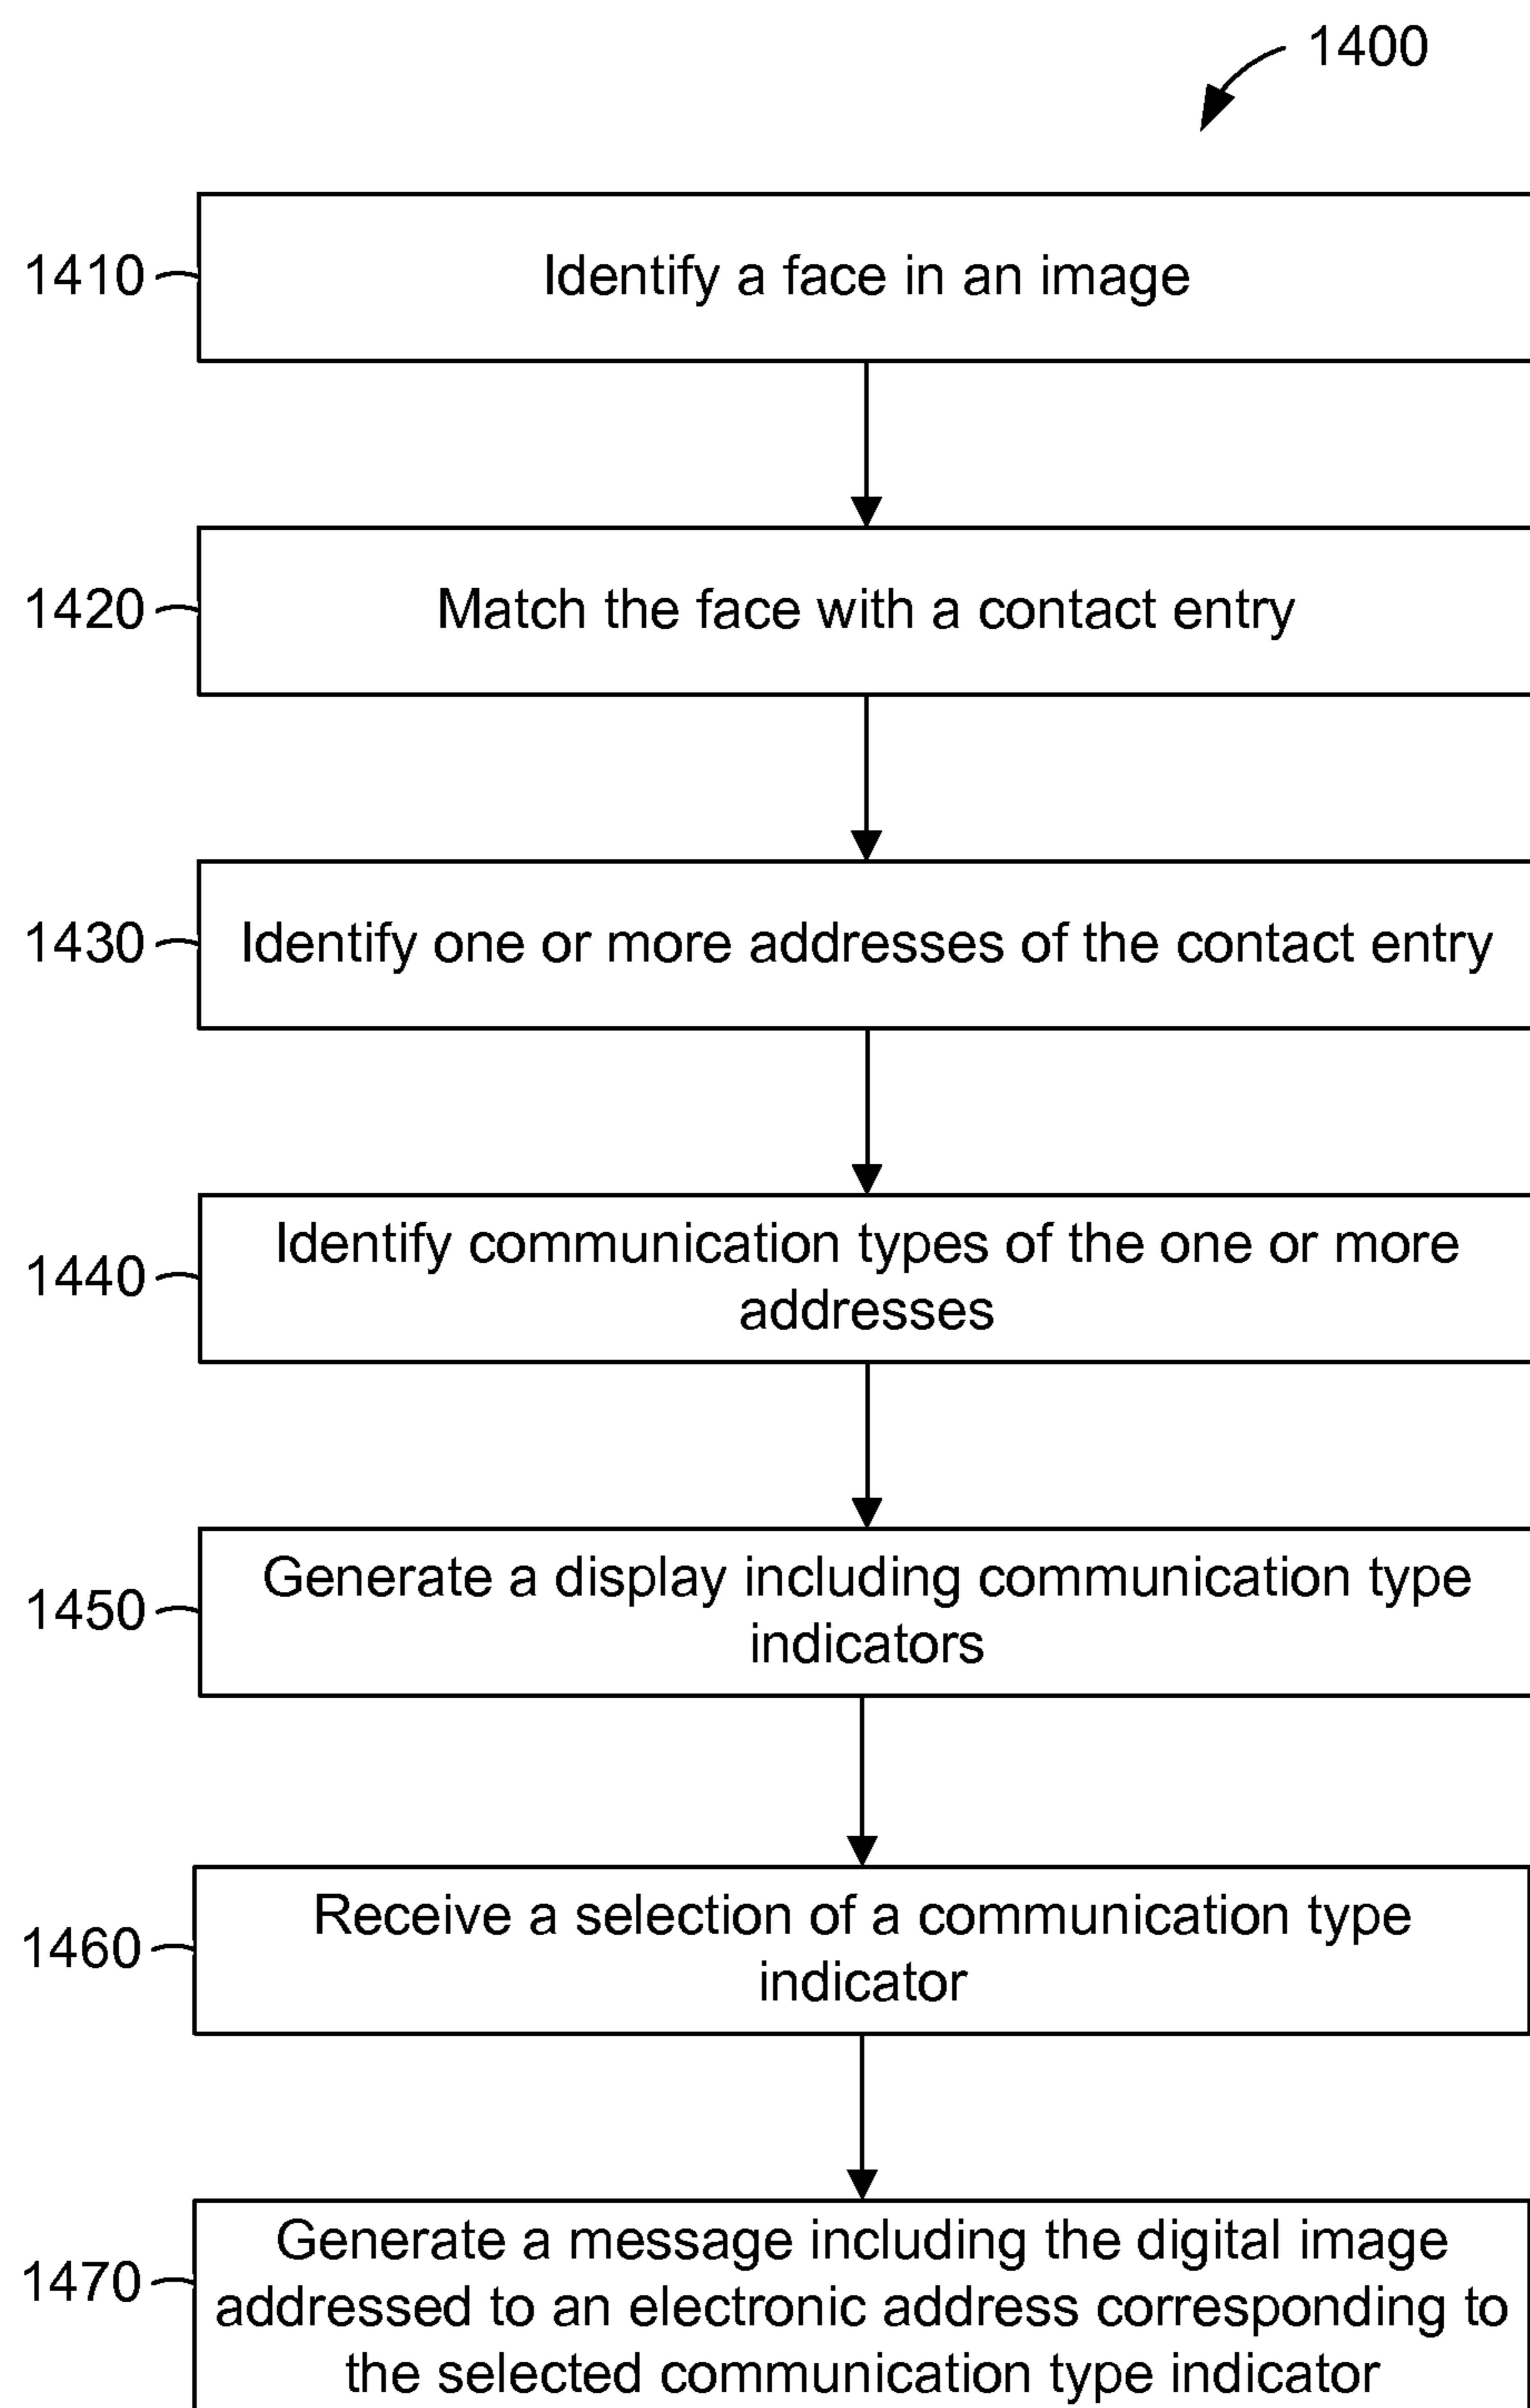 1400
1410
Identify a face in an image
1420
Match the face with a contact entry
1430
Identify one or more addresses of the contact entry
1440
Identify communication types of the one or more
addresses
1450
Generate a display including communication type
indicators
1460
Receive a selection of a communication type
indicator
1470
Generate a message including the digital image
addressed to an electronic address corresponding to
the selected communication type indicator